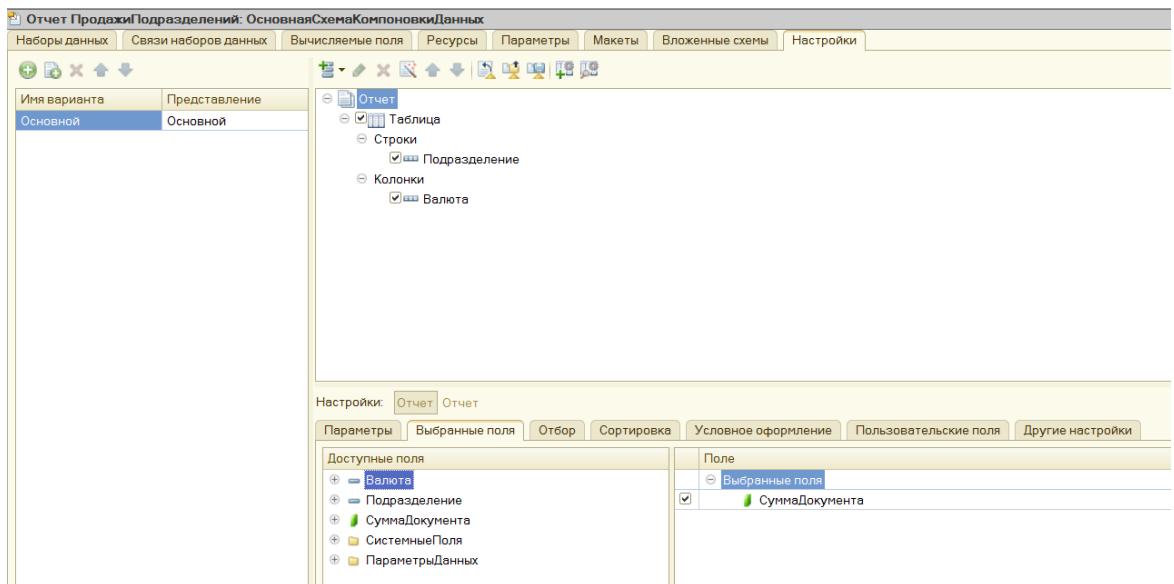 Отчет ПродажиПодразделений: ОсновнаяСхемаКомпоновкиДанных
Наборы данных Связи наборов данных Вычисляемые поля Ресурсы Параметры Макеты Вложенные схемы Настройки
Имя варианта Представление
Основной Основной
Отчет
Таблица
Строки
Подразделение
Колонки
Валюта
Настройки: Отчет Отчет
Параметры Выбранные поля Отбор Сортировка Условное оформление Пользовательские поля Другие настройки
Доступные поля
Валюта
Подразделение
СуммаДокумента
СистемныеПоля
ПараметрыДанных
Поле
Выбранные поля
СуммаДокумента